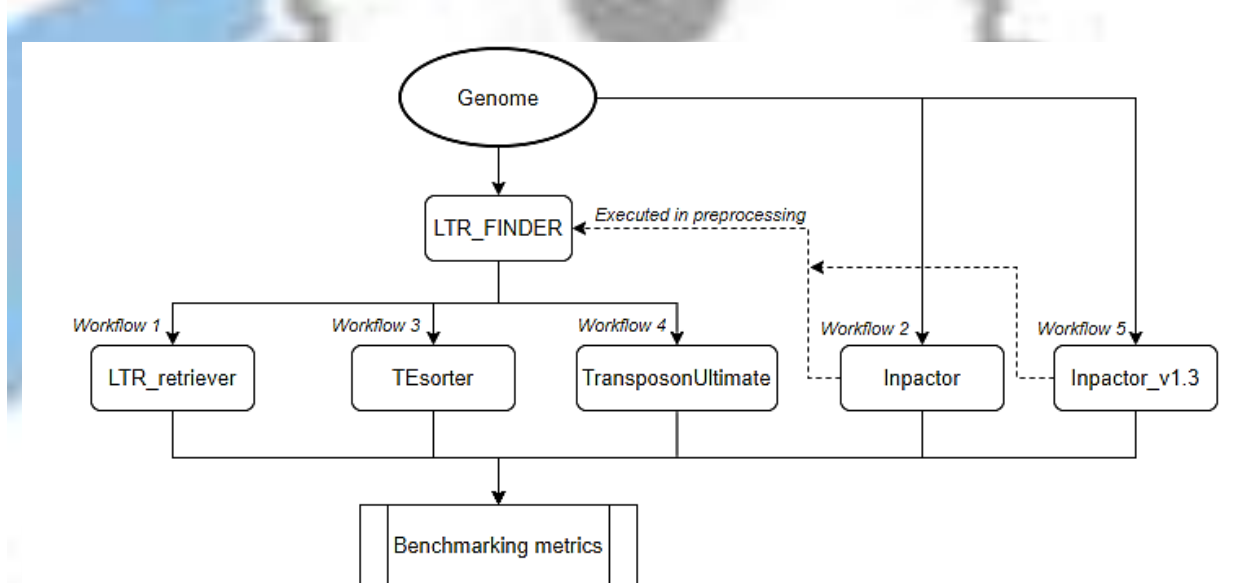 Genome
LTR_FINDER
Executed in preprocessing
Workflow 1
Workflow 3
Workflow 4
Workflow 2
Workflow 5
LTR_retriever
TEsorter
TransposonUltimate
Inpactor
Inpactor_v1.3
Benchmarking metrics